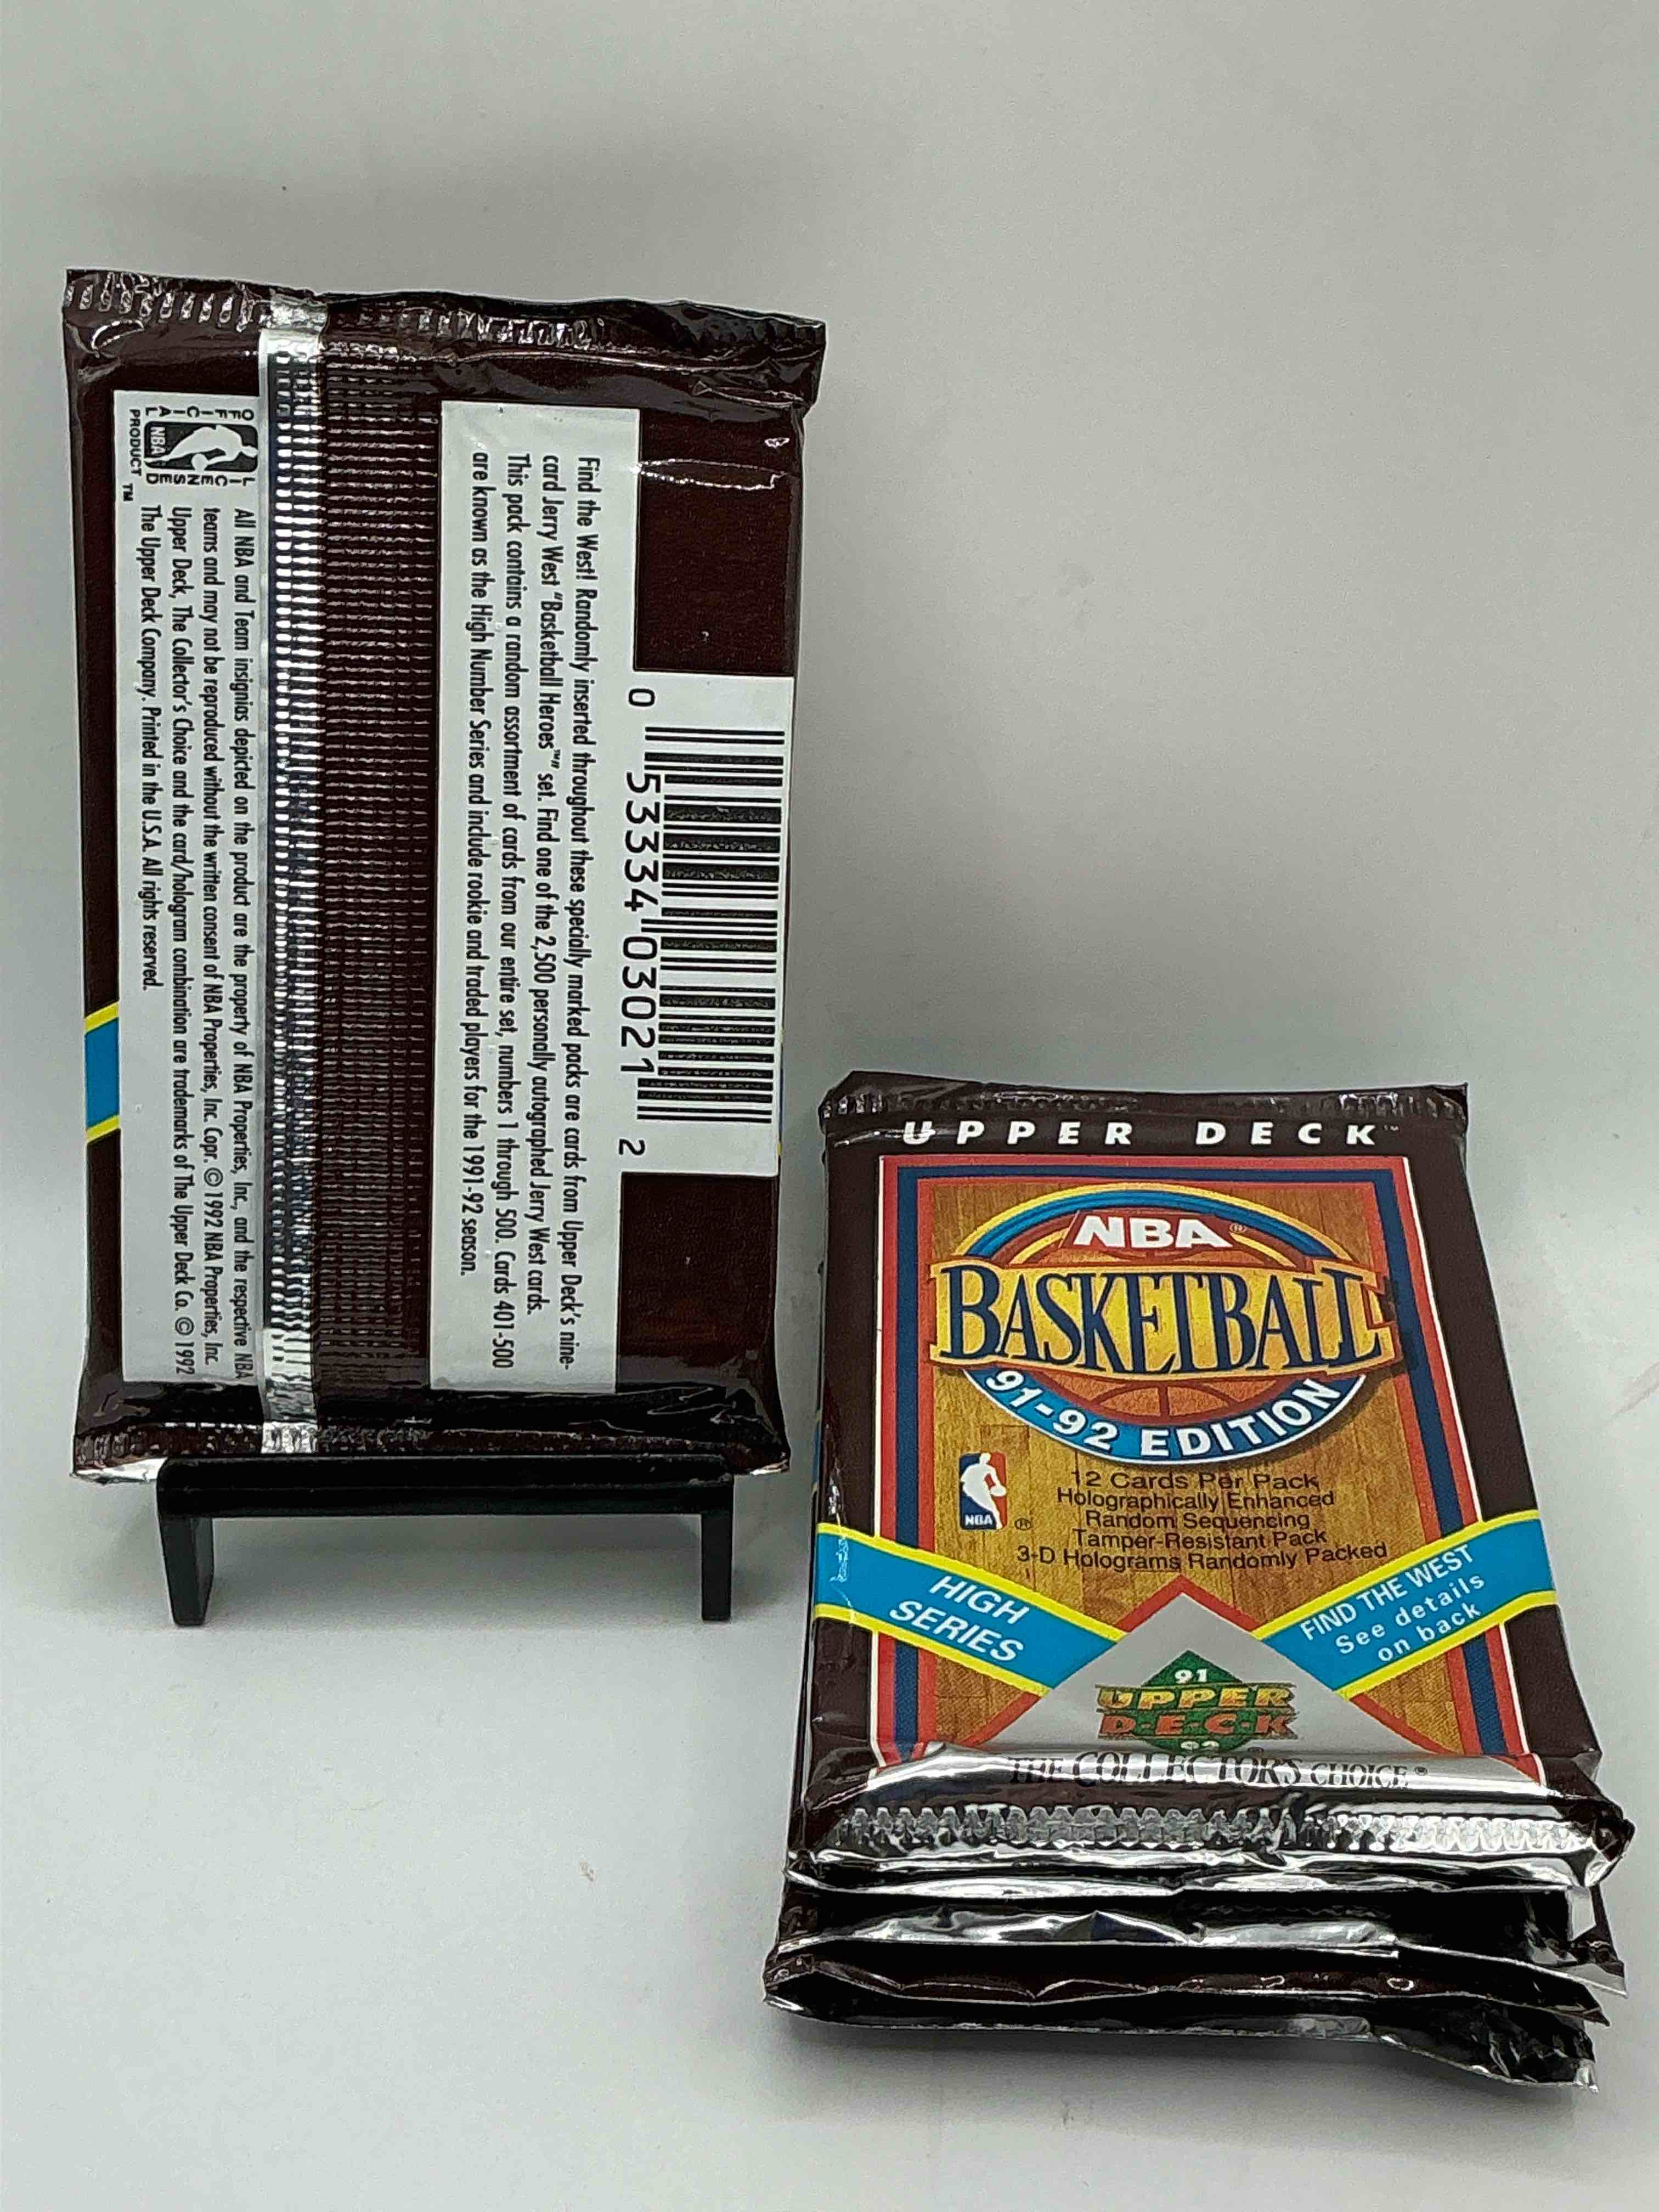 0 53334 03021 2
Find the West! Randomly inserted throughout these specially marked packs are cards from Upper Deck's nine-
card Jerry West "Basketball Heroes™" set. Find one of the 2,500 personally autographed Jerry West cards.
This pack contains a random assortment of cards from our entire set, numbers 1 through 500. Cards 401-500
are known as the High Number Series and include rookie and traded players for the 1991-92 season.
OFFICIAL
NBA
LICENSED
PRODUCT ™
All NBA and Team insignias depicted on the product are the property of NBA Properties, Inc., and the respective NBA
teams and may not be reproduced without the written consent of NBA Properties, Inc. Copr. © 1992 NBA Properties, Inc.
Upper Deck, The Collector's Choice and the card/hologram combination are trademarks of The Upper Deck Co. © 1992
The Upper Deck Company. Printed in the U.S.A. All rights reserved.
UPPER DECK™
NBA®
BASKETBALL
91-92 EDITION
12 Cards Per Pack
Holographically Enhanced
Random Sequencing
Tamper-Resistant Pack
3-D Holograms Randomly Packed
NBA ®
HIGH
SERIES
FIND THE WEST
See details
on back
91
UPPER
D·E·C·K
92 ®
THE COLLECTOR'S CHOICE®